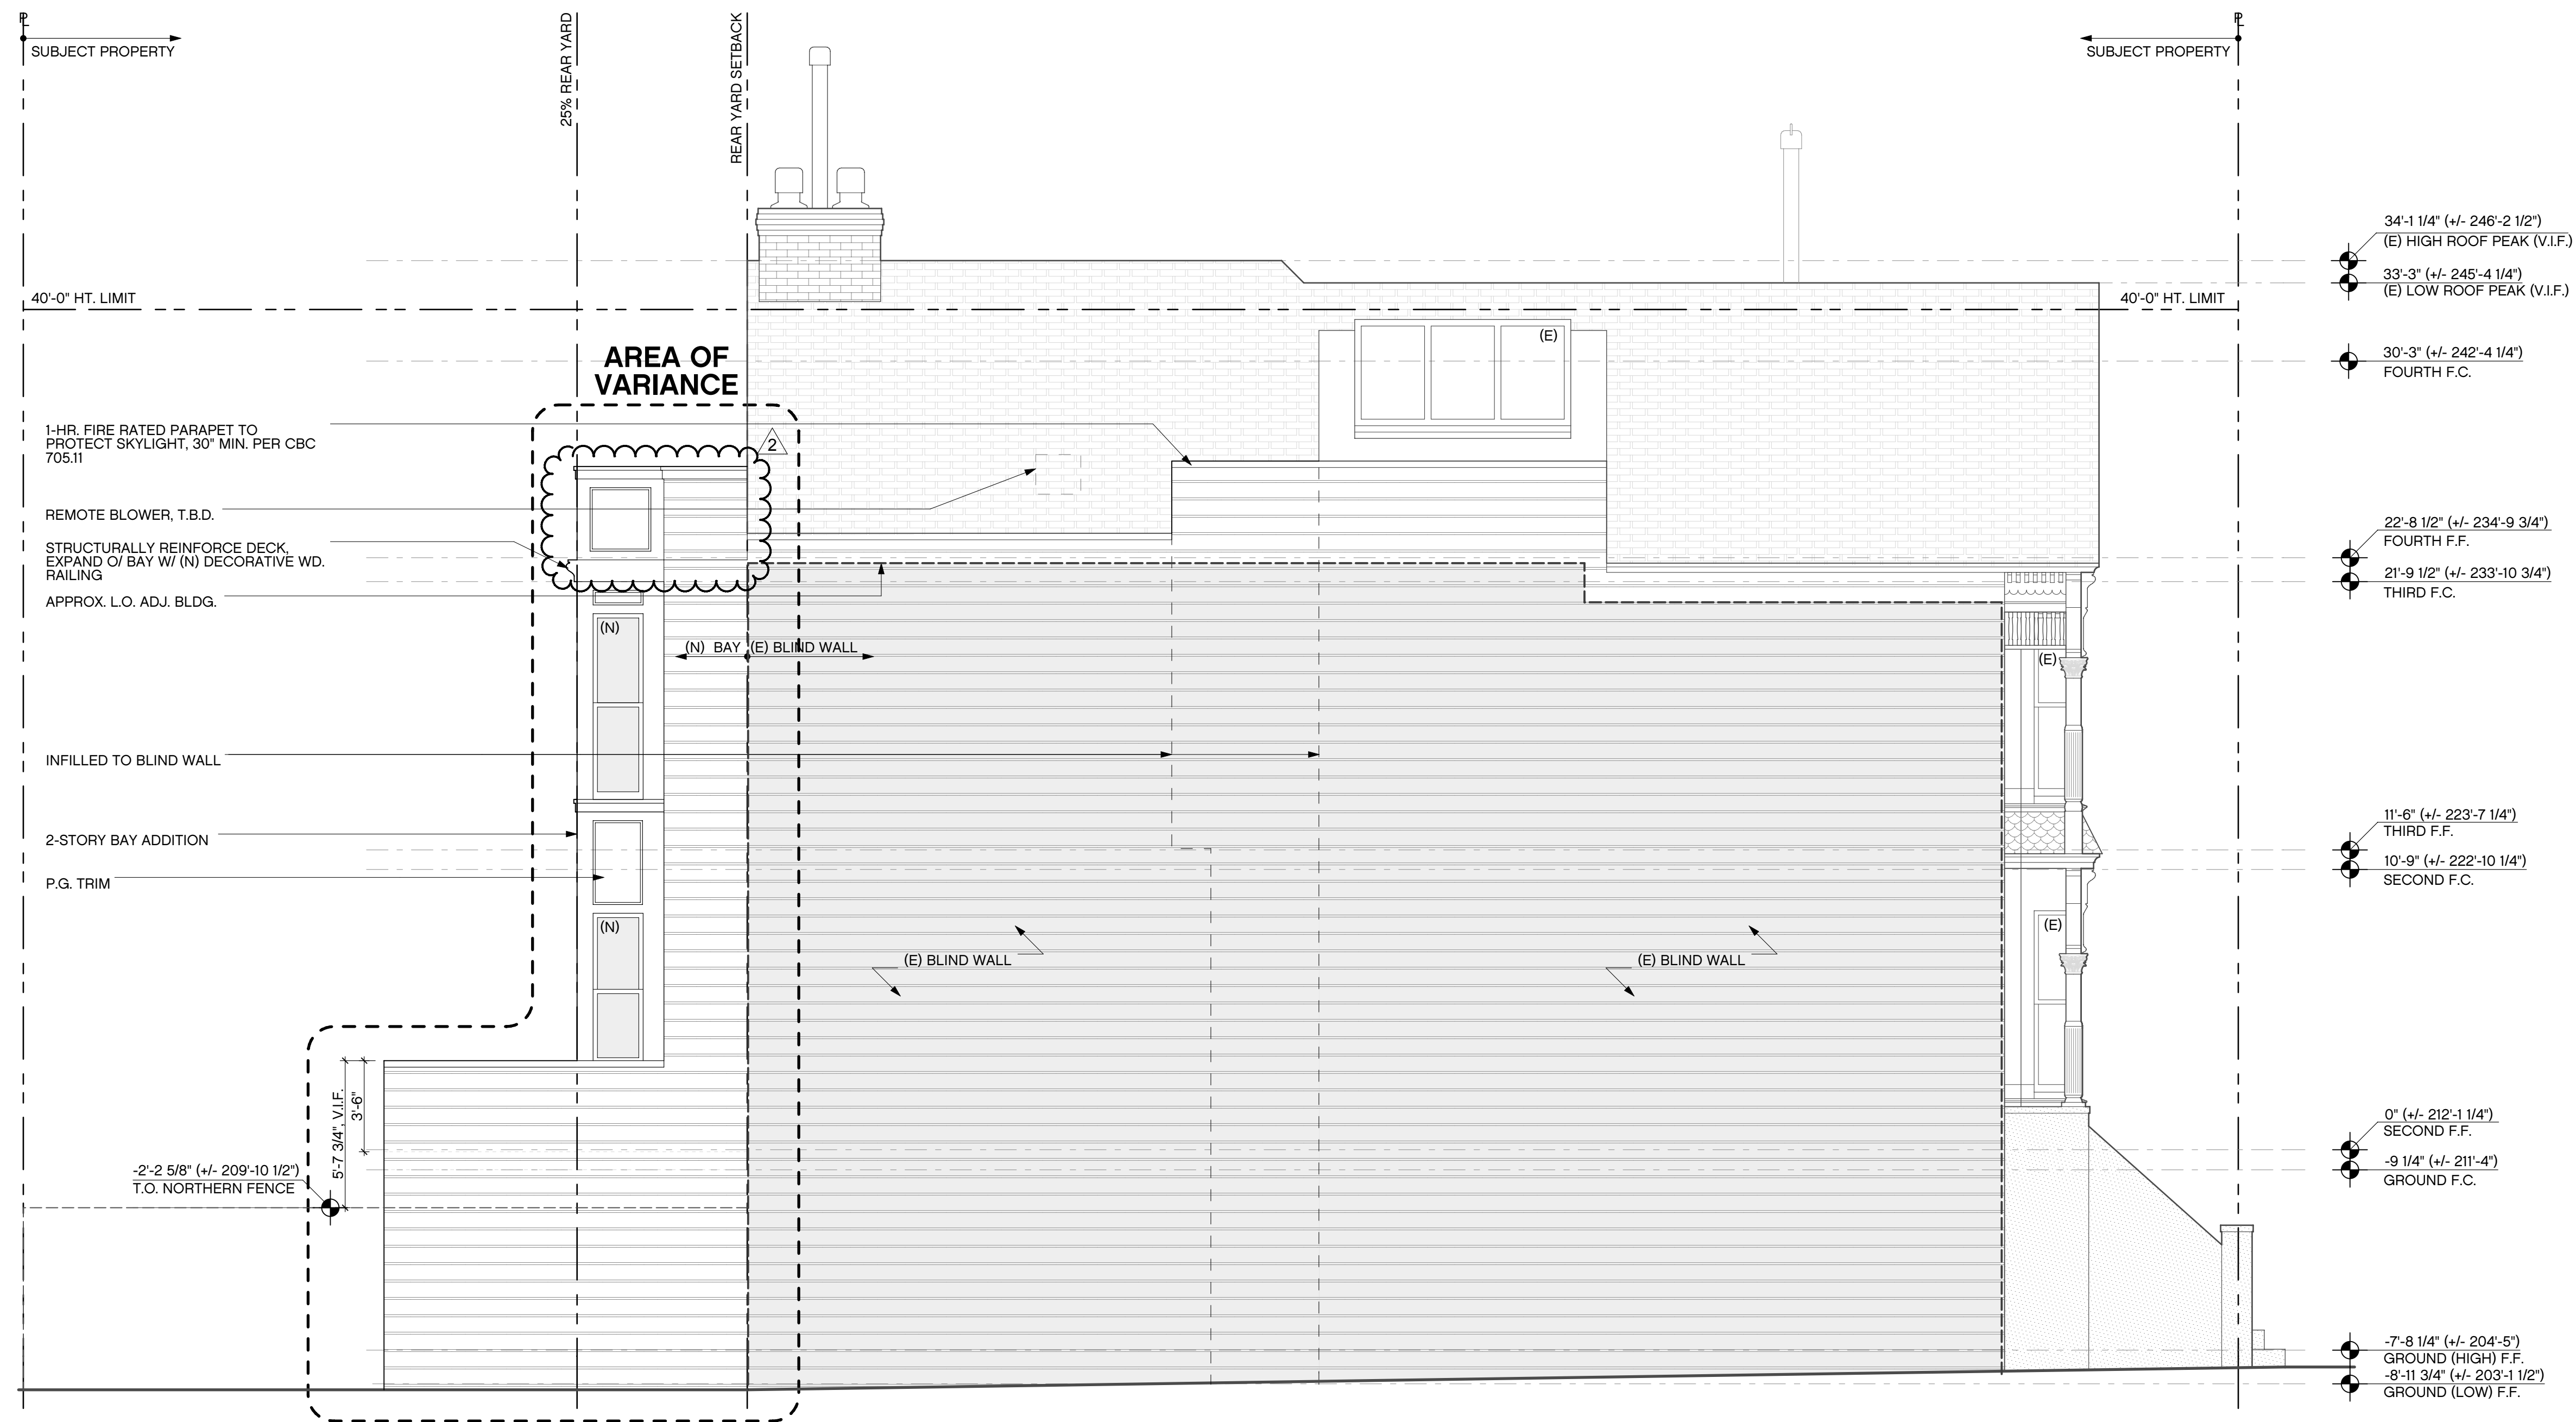 PL
SUBJECT PROPERTY
25% REAR YARD
REAR YARD SETBACK
PL
SUBJECT PROPERTY
34'-1 1/4" (+/- 246'-2 1/2")
(E) HIGH ROOF PEAK (V.I.F.)
33'-3" (+/- 245'-4 1/4")
(E) LOW ROOF PEAK (V.I.F.)
40'-0" HT. LIMIT
40'-0" HT. LIMIT
(E)
30'-3" (+/- 242'-4 1/4")
FOURTH F.C.
AREA OF
VARIANCE
1-HR. FIRE RATED PARAPET TO
PROTECT SKYLIGHT, 30" MIN. PER CBC
705.11
2
REMOTE BLOWER, T.B.D.
STRUCTURALLY REINFORCE DECK,
EXPAND O/ BAY W/ (N) DECORATIVE WD.
RAILING
APPROX. L.O. ADJ. BLDG.
22'-8 1/2" (+/- 234'-9 3/4")
FOURTH F.F.
21'-9 1/2" (+/- 233'-10 3/4")
THIRD F.C.
(N)
(N) BAY
(E) BLIND WALL
(E)
INFILLED TO BLIND WALL
2-STORY BAY ADDITION
P.G. TRIM
11'-6" (+/- 223'-7 1/4")
THIRD F.F.
10'-9" (+/- 222'-10 1/4")
SECOND F.C.
(N)
(E)
(E) BLIND WALL
(E) BLIND WALL
5'-7 3/4", V.I.F.
3'-6"
-2'-2 5/8" (+/- 209'-10 1/2")
T.O. NORTHERN FENCE
0" (+/- 212'-1 1/4")
SECOND F.F.
-9 1/4" (+/- 211'-4")
GROUND F.C.
-7'-8 1/4" (+/- 204'-5")
GROUND (HIGH) F.F.
-8'-11 3/4" (+/- 203'-1 1/2")
GROUND (LOW) F.F.